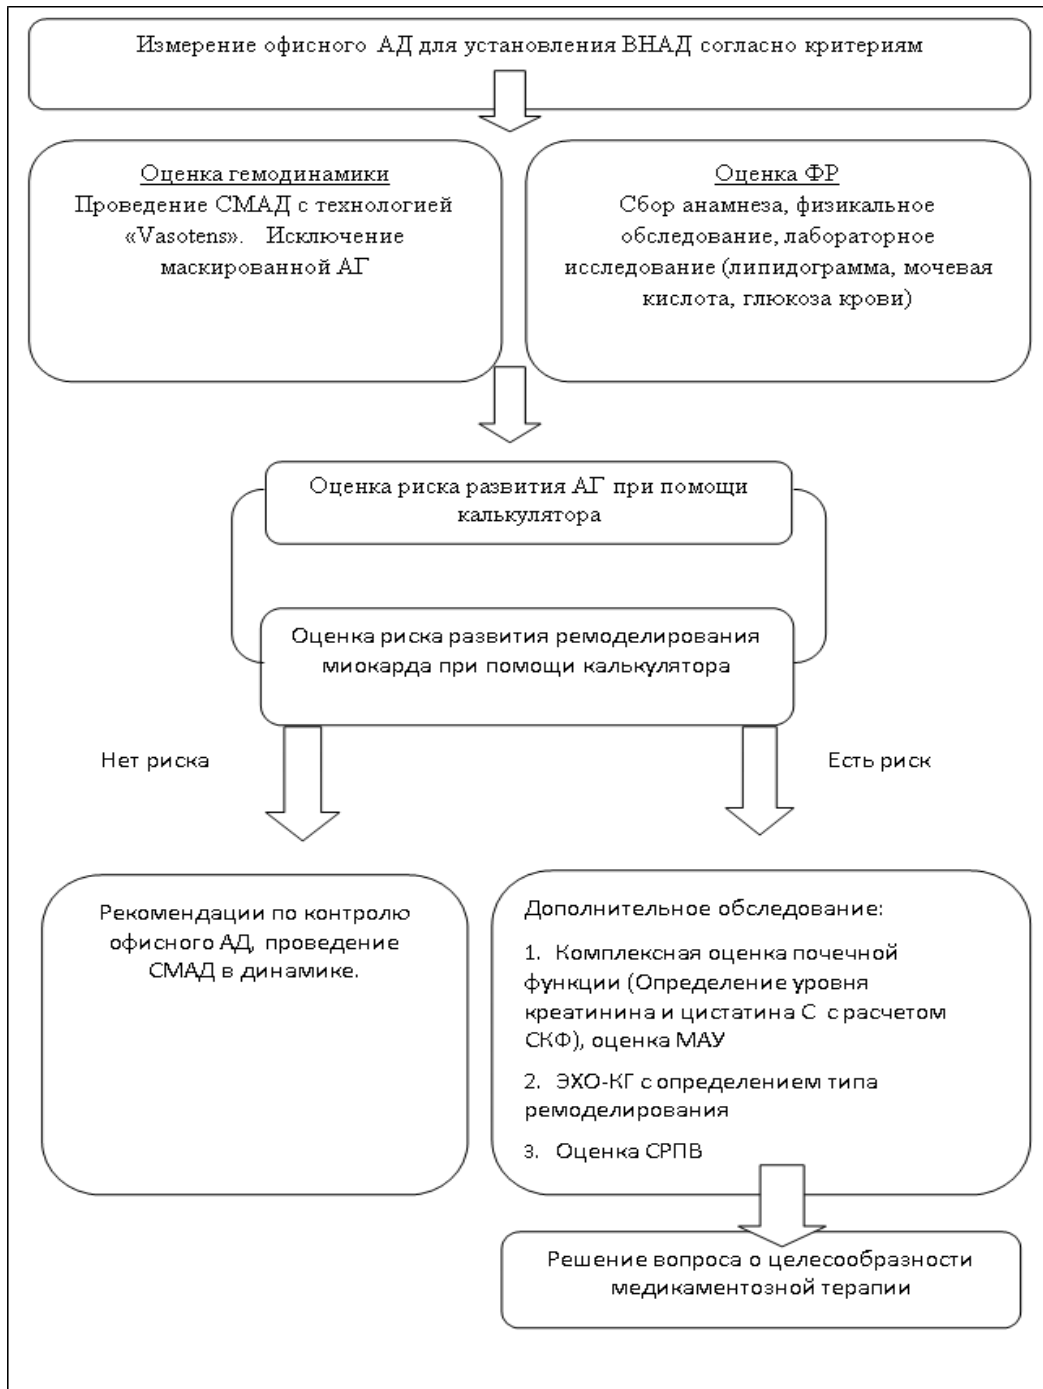 Измерение офисного АД для установления ВНАД согласно критериям
Оценка гемодинамики
Проведение СМАД с технологией
«Vasotens». Исключение
маскированной АГ
Оценка ФР
Сбор анамнеза, физикальное
обследование, лабораторное
исследование (липидограмма, мочевая
кислота, глюкоза крови)
Оценка риска развития АГ при помощи
калькулятора
Оценка риска развития ремоделирования
миокарда при помощи калькулятора
Нет риска
Есть риск
Рекомендации по контролю
офисного АД, проведение
СМАД в динамике.
Дополнительное обследование:
1. Комплексная оценка почечной
функции (Определение уровня
креатинина и цистатина С с расчетом
СКФ), оценка МАУ
2. ЭХО-КГ с определением типа
ремоделирования
3. Оценка СРПВ
Решение вопроса о целесообразности
медикаментозной терапии